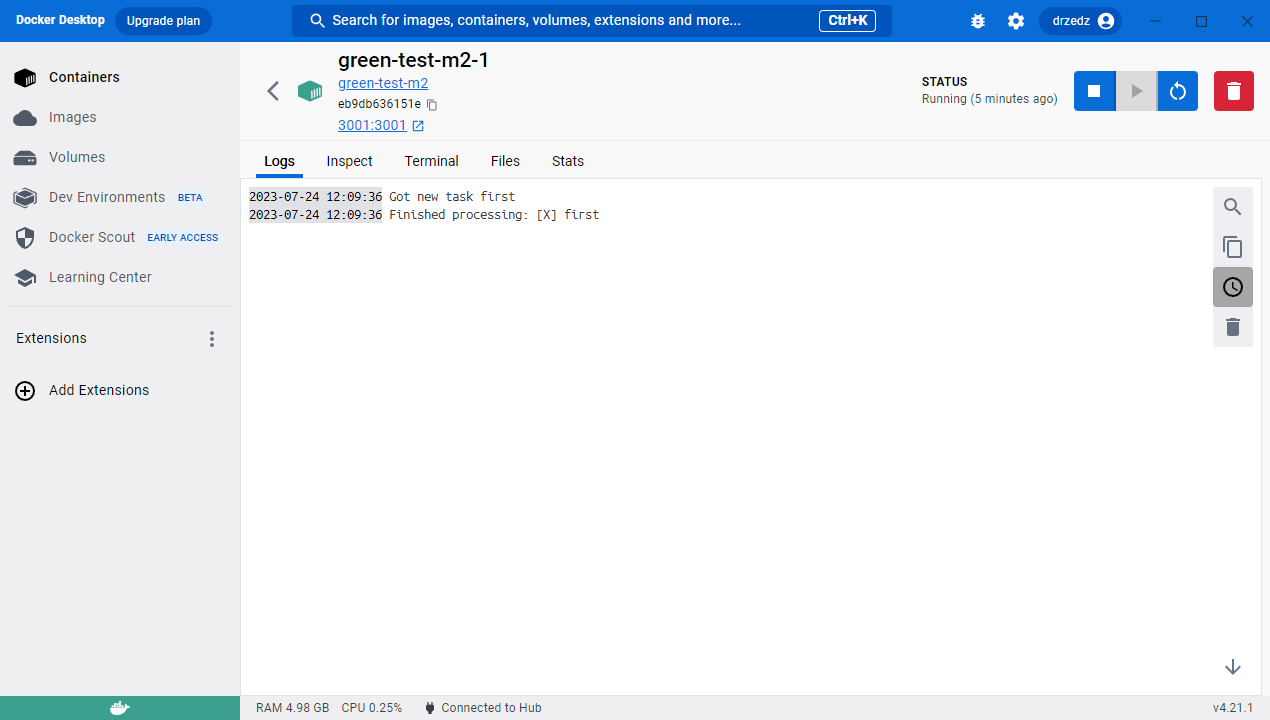 Docker Desktop
Upgrade plan
Search for images, containers, volumes, extensions and more...
Ctrl+K
drzedz
Containers
Images
Volumes
Dev Environments BETA
Docker Scout EARLY ACCESS
Learning Center
Extensions
Add Extensions
green-test-m2-1
green-test-m2
eb9db636151e
3001:3001
STATUS
Running (5 minutes ago)
Logs Inspect Terminal Files Stats
2023-07-24 12:09:36 Got new task first
2023-07-24 12:09:36 Finished processing: [X] first
RAM 4.98 GB CPU 0.25% Connected to Hub
v4.21.1